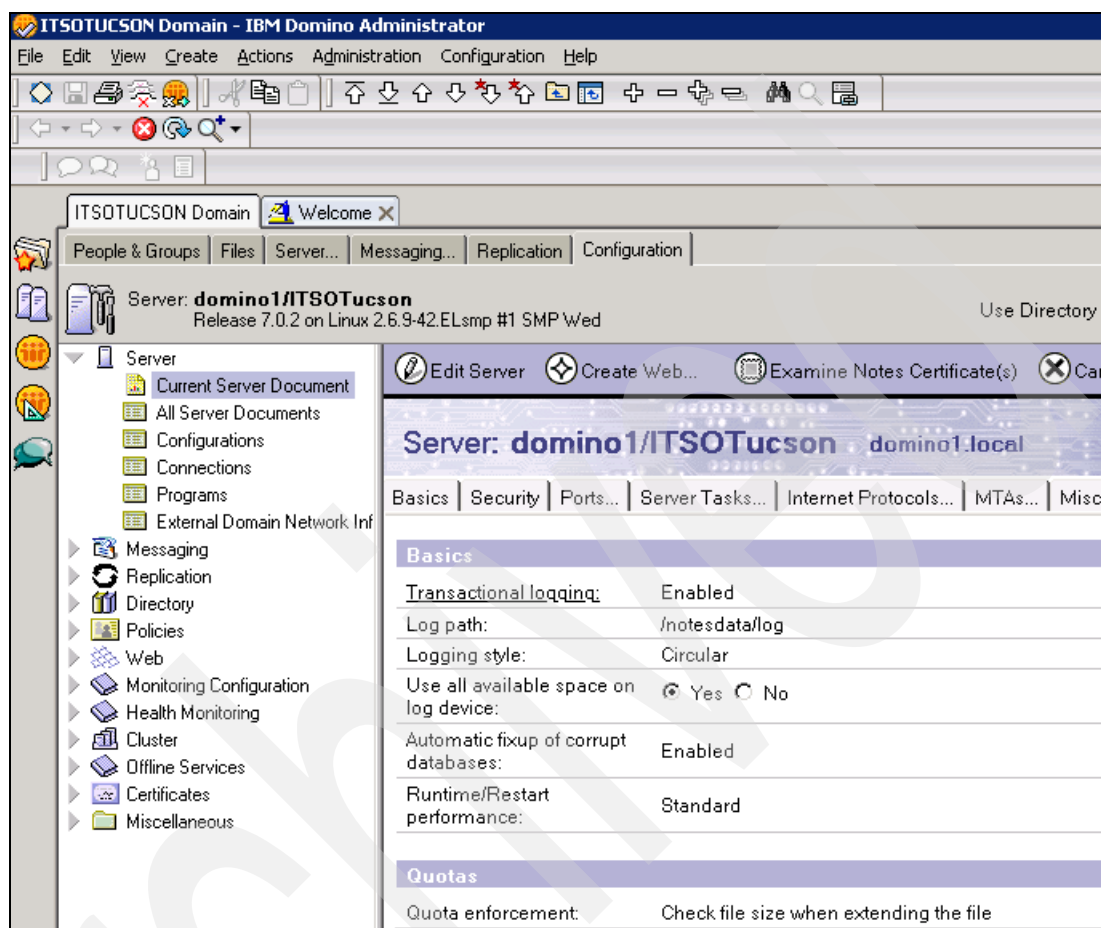 ITSOTUCSON Domain - IBM Domino Administrator
File Edit View Create Actions Administration Configuration Help
ITSOTUCSON Domain Welcome
People & Groups Files Server... Messaging... Replication Configuration
Server: domino1/ITSOTucson
Release 7.0.2 on Linux 2.6.9-42.ELsmp #1 SMP Wed
Use Directory
Server
Current Server Document
All Server Documents
Configurations
Connections
Programs
External Domain Network Inf
Messaging
Replication
Directory
Policies
Web
Monitoring Configuration
Health Monitoring
Cluster
Offline Services
Certificates
Miscellaneous
Edit Server Create Web... Examine Notes Certificate(s) Ca
Server: domino1/ITSOTucson domino1.local
Basics Security Ports... Server Tasks... Internet Protocols... MTAs... Misc
Basics
Transactional logging: Enabled
Log path: /notesdata/log
Logging style: Circular
Use all available space on
log device: Yes No
Automatic fixup of corrupt
databases: Enabled
Runtime/Restart
performance: Standard
Quotas
Quota enforcement: Check file size when extending the file